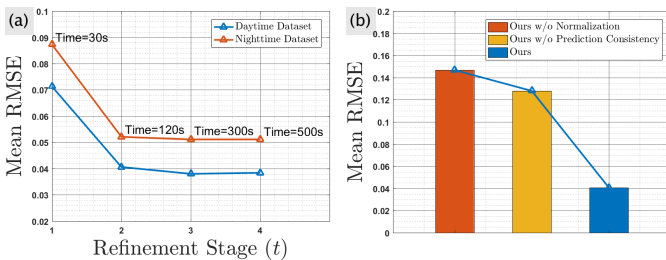 (a)
Mean RMSE
0.1
0.09
0.08
0.07
0.06
0.05
0.04
0.03
0.02
Daytime Dataset
Nighttime Dataset
Time=30s
Time=120s
Time=300s
Time=500s
1 2 3 4
Refinement Stage (t)
(b)
Mean RMSE
0.2
0.18
0.16
0.14
0.12
0.1
0.08
0.06
0.04
0.02
0
Ours w/o Normalization
Ours w/o Prediction Consistency
Ours